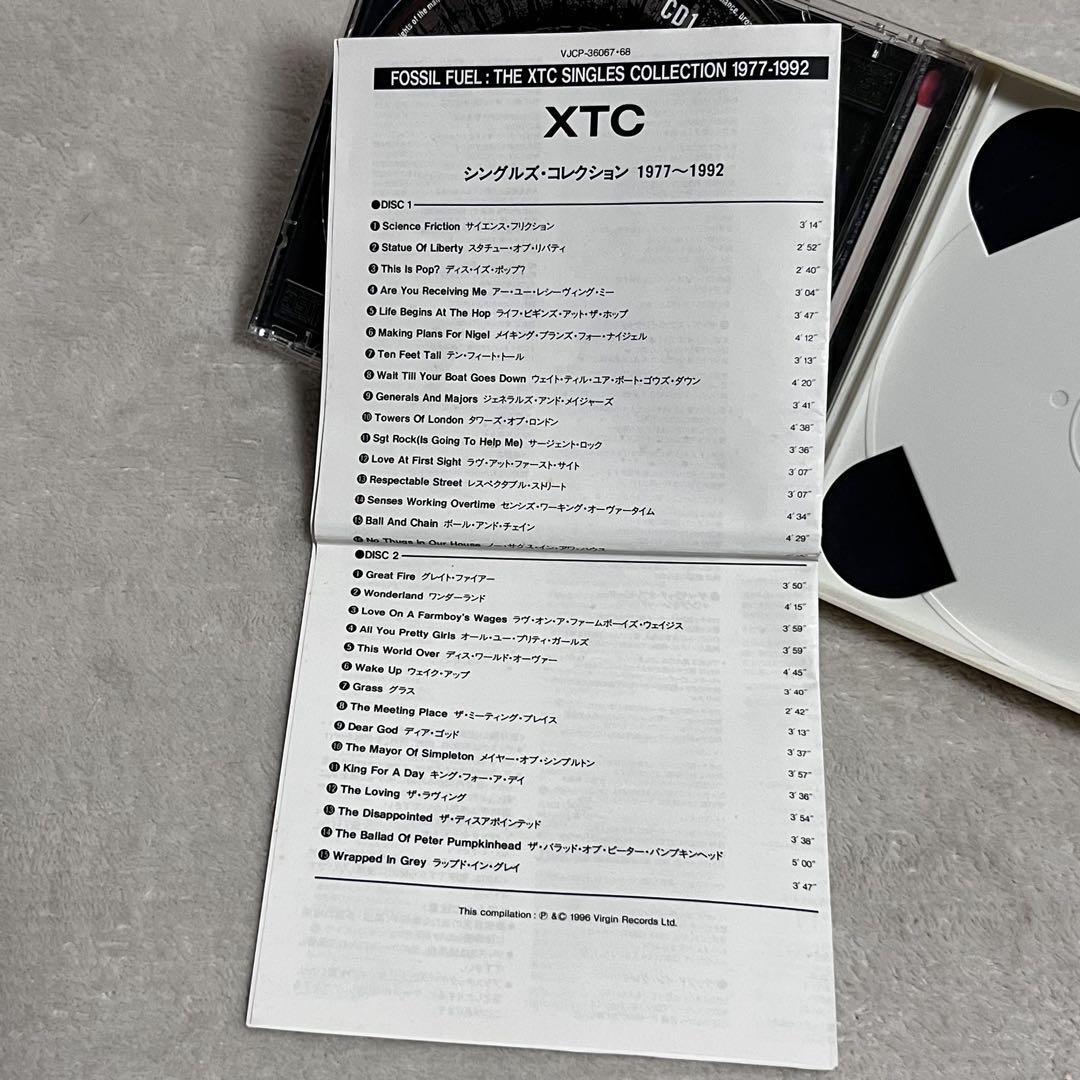 CD1
VJCP-36067・68
FOSSIL FUEL : THE XTC SINGLES COLLECTION 1977-1992
XTC
シングルズ・コレクション 1977〜1992
●DISC 1
❶ Science Friction サイエンス・フリクション 3′14″
❷ Statue Of Liberty スタチュー・オブ・リバティ 2′52″
❸ This Is Pop? ディス・イズ・ポップ? 2′40″
❹ Are You Receiving Me アー・ユー・レシーヴィング・ミー 3′04″
❺ Life Begins At The Hop ライフ・ビギンズ・アット・ザ・ホップ 3′47″
❻ Making Plans For Nigel メイキング・プランズ・フォー・ナイジェル 4′12″
❼ Ten Feet Tall テン・フィート・トール 3′13″
❽ Wait Till Your Boat Goes Down ウェイト・ティル・ユア・ボート・ゴウズ・ダウン 4′20″
❾ Generals And Majors ジェネラルズ・アンド・メイジャーズ 3′41″
❿ Towers Of London タワーズ・オブ・ロンドン 4′38″
⓫ Sgt Rock(Is Going To Help Me) サージェント・ロック 3′36″
⓬ Love At First Sight ラヴ・アット・ファースト・サイト 3′07″
⓭ Respectable Street レスペクタブル・ストリート 3′07″
⓮ Senses Working Overtime センシズ・ワーキング・オーヴァータイム 4′34″
⓯ Ball And Chain ボール・アンド・チェイン 4′29″
⓰ No Thugs In Our House ノー・サグス・イン・アワ・ハウス
●DISC 2
❶ Great Fire グレイト・ファイアー 3′50″
❷ Wonderland ワンダーランド 4′15″
❸ Love On A Farmboy's Wages ラヴ・オン・ア・ファームボーイズ・ウェイジス 3′59″
❹ All You Pretty Girls オール・ユー・プリティ・ガールズ 3′59″
❺ This World Over ディス・ワールド・オーヴァー 4′45″
❻ Wake Up ウェイク・アップ 3′40″
❼ Grass グラス 2′42″
❽ The Meeting Place ザ・ミーティング・プレイス 3′13″
❾ Dear God ディア・ゴッド 3′37″
❿ The Mayor Of Simpleton メイヤー・オブ・シンプルトン 3′57″
⓫ King For A Day キング・フォー・ア・デイ 3′36″
⓬ The Loving ザ・ラヴィング 3′54″
⓭ The Disappointed ザ・ディスアポインテッド 3′38″
⓮ The Ballad Of Peter Pumpkinhead ザ・バラッド・オブ・ピーター・パンプキンヘッド 5′00″
⓯ Wrapped In Grey ラップド・イン・グレイ 3′47″
This compilation : ℗ & © 1996 Virgin Records Ltd.